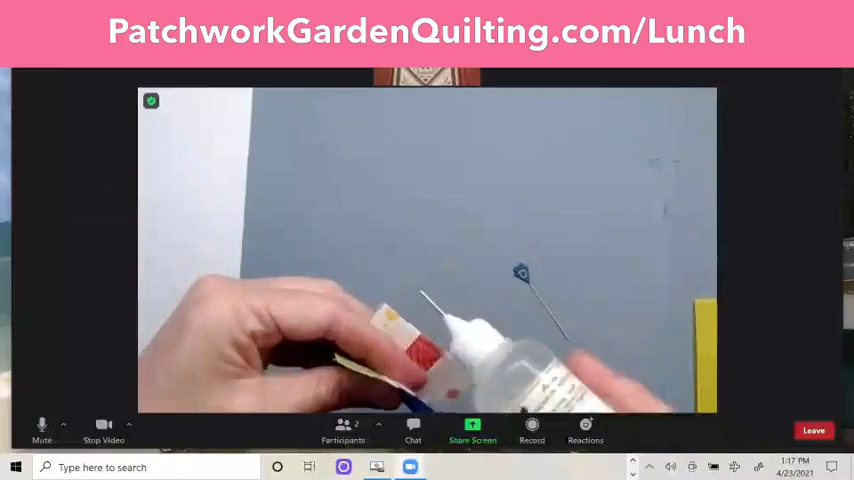 PatchworkGardenQuilting.com/Lunch
Mute
Stop Video
2
Participants
Chat
Share Screen
Record
Reactions
Leave
Type here to search
1:17 PM
4/23/2021